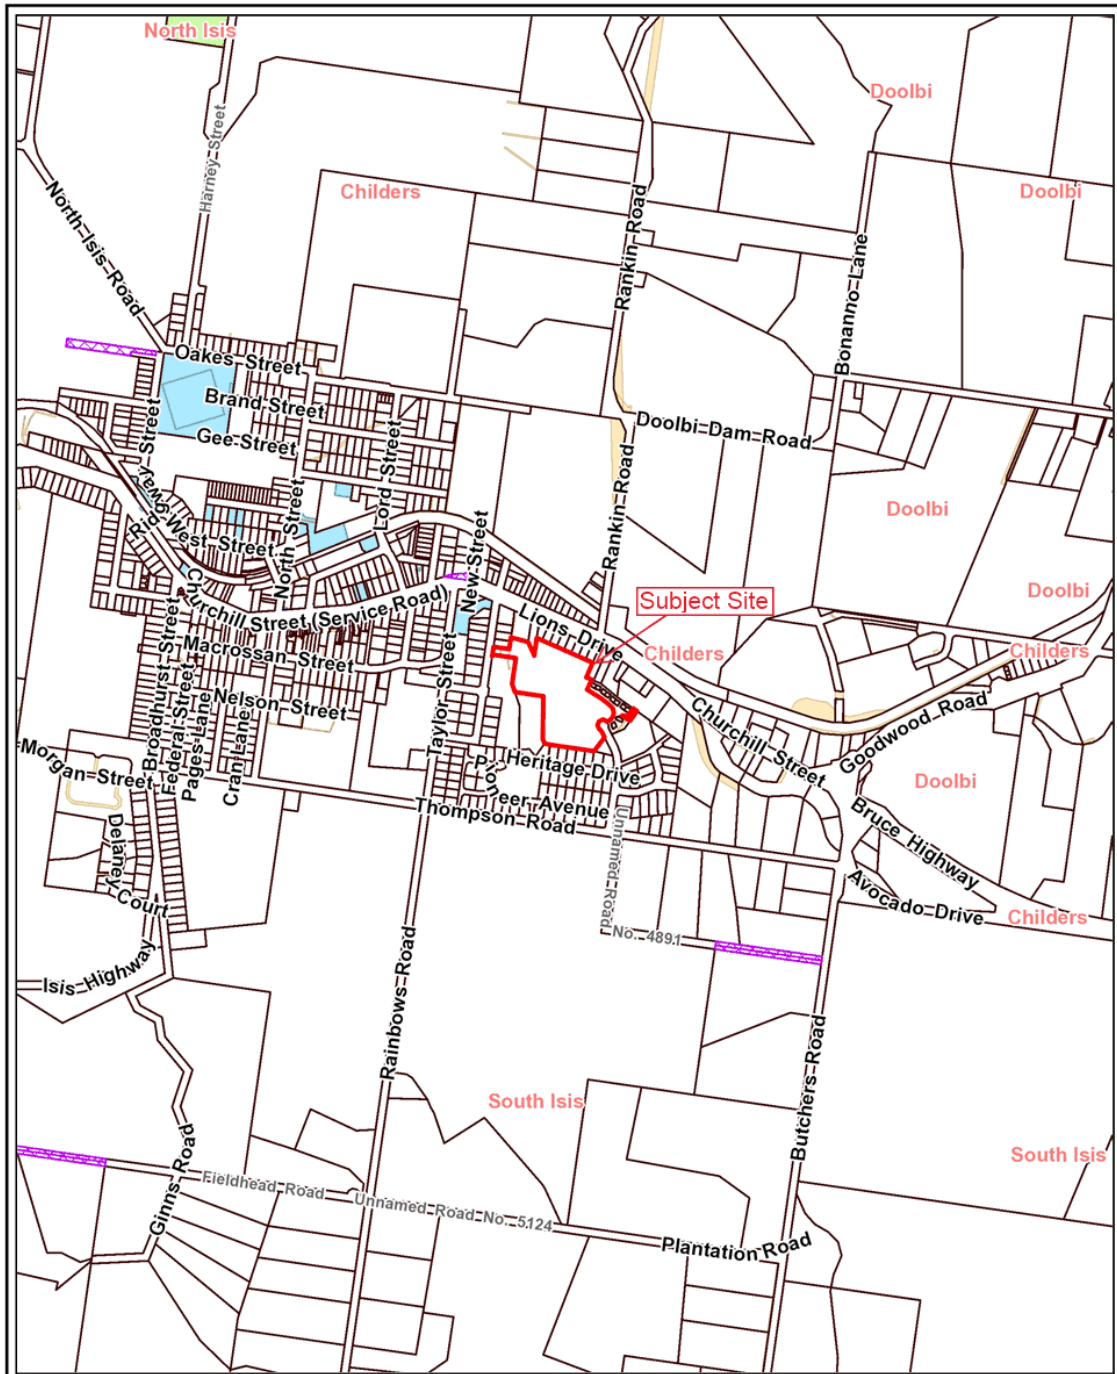 North Isis
Doolbi
Harney Street
Childers
Doolbi
North Isis Road
Rankin Road
Bonanno Lane
Oakes Street
Brand Street
Doolbi Dam Road
Gee Street
Lord Street
Ridgway Street
West Street
North Street
New Street
Rankin Road
Doolbi
Doolbi
Subject Site
Churchill Street (Service Road)
Lions Drive
Macrossan Street
Childers
Childers
Broadhurst Street
Federal Street
Pages Lane
Cran Lane
Nelson Street
Taylor Street
Churchill Street
Goodwood Road
Morgan Street
Heritage Drive
Pioneer Avenue
Doolbi
Thompson Road
Bruce Highway
Unnamed Road
No. 4891
Delaney Court
Avocado Drive
Childers
Isis Highway
Rainbows Road
Butchers Road
South Isis
South Isis
Ginns Road
Fieldhead Road
Unnamed Road No. 5124
Plantation Road